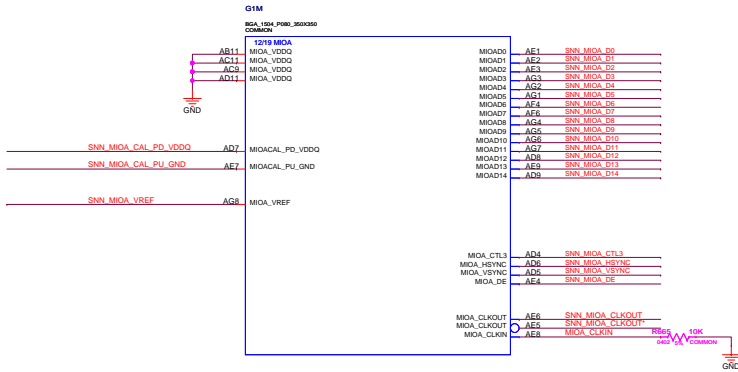 G1M
BGA_1504_P080_350X350
COMMON
12/19 MIOA
AB11 MIOA_VDDQ
AC11 MIOA_VDDQ
AC9 MIOA_VDDQ
AD11 MIOA_VDDQ
GND
SNN_MIOA_CAL_PD_VDDQ AD7 MIOACAL_PD_VDDQ
SNN_MIOA_CAL_PU_GND AE7 MIOACAL_PU_GND
SNN_MIOA_VREF AG8 MIOA_VREF
MIOAD0 AE1 SNN_MIOA_D0
MIOAD1 AE2 SNN_MIOA_D1
MIOAD2 AE3 SNN_MIOA_D2
MIOAD3 AG3 SNN_MIOA_D3
MIOAD4 AG2 SNN_MIOA_D4
MIOAD5 AG1 SNN_MIOA_D5
MIOAD6 AF4 SNN_MIOA_D6
MIOAD7 AF6 SNN_MIOA_D7
MIOAD8 AG4 SNN_MIOA_D8
MIOAD9 AG5 SNN_MIOA_D9
MIOAD10 AG6 SNN_MIOA_D10
MIOAD11 AG7 SNN_MIOA_D11
MIOAD12 AD8 SNN_MIOA_D12
MIOAD13 AE9 SNN_MIOA_D13
MIOAD14 AD9 SNN_MIOA_D14
MIOA_CTL3 AD4 SNN_MIOA_CTL3
MIOA_HSYNC AD6 SNN_MIOA_HSYNC
MIOA_VSYNC AD5 SNN_MIOA_VSYNC
MIOA_DE AE4 SNN_MIOA_DE
MIOA_CLKOUT AE6 SNN_MIOA_CLKOUT
MIOA_CLKOUT AE5 SNN_MIOA_CLKOUT*
MIOA_CLKIN AE8 MIOA_CLKIN R665 10K
0402 5% COMMON
GND